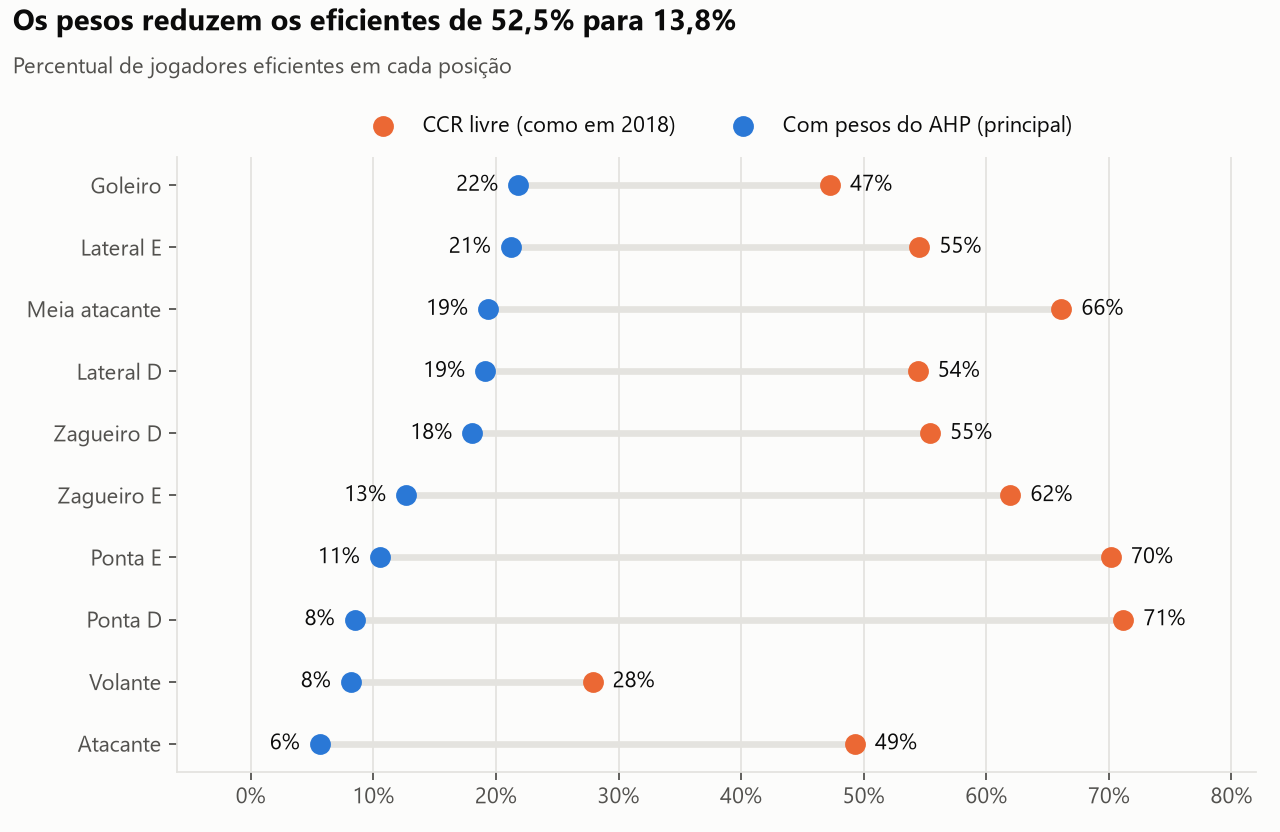 Os pesos reduzem os eficientes de 52,5% para 13,8%
Percentual de jogadores eficientes em cada posição
CCR livre (como em 2018) Com pesos do AHP (principal)
Goleiro 22% 47%
Lateral E 21% 55%
Meia atacante 19% 66%
Lateral D 19% 54%
Zagueiro D 18% 55%
Zagueiro E 13% 62%
Ponta E 11% 70%
Ponta D 8% 71%
Volante 8% 28%
Atacante 6% 49%
0% 10% 20% 30% 40% 50% 60% 70% 80%